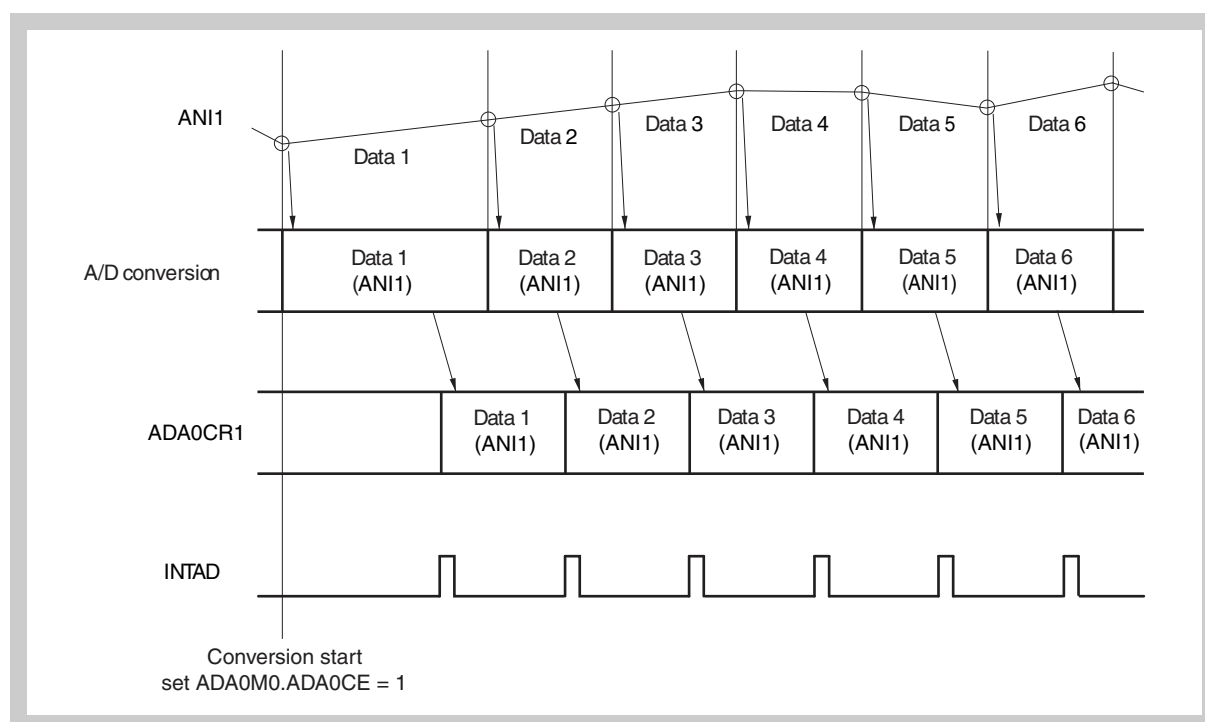 ANI1
Data 1
Data 2
Data 3
Data 4
Data 5
Data 6
A/D conversion
Data 1
(ANI1)
Data 2
(ANI1)
Data 3
(ANI1)
Data 4
(ANI1)
Data 5
(ANI1)
Data 6
(ANI1)
ADA0CR1
Data 1
(ANI1)
Data 2
(ANI1)
Data 3
(ANI1)
Data 4
(ANI1)
Data 5
(ANI1)
Data 6
(ANI1)
INTAD
Conversion start
set ADA0M0.ADA0CE = 1